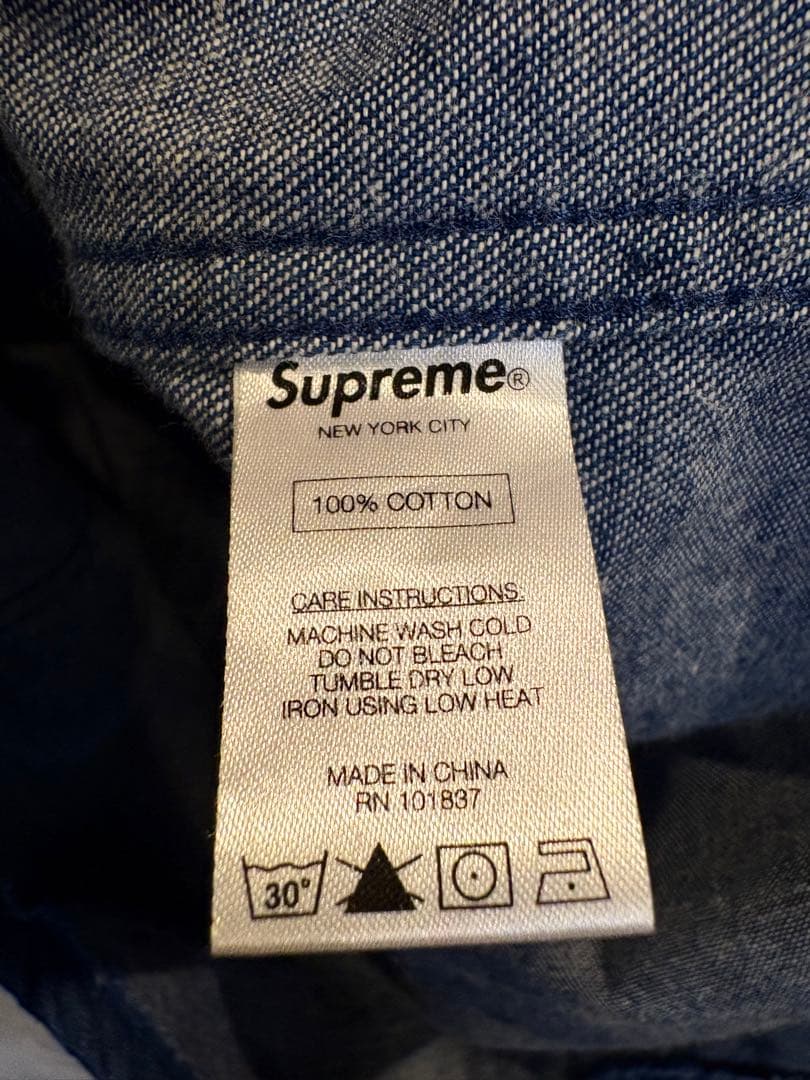 Supreme®
NEW YORK CITY
100% COTTON
CARE INSTRUCTIONS:
MACHINE WASH COLD
DO NOT BLEACH
TUMBLE DRY LOW
IRON USING LOW HEAT
MADE IN CHINA
RN 101837
30°